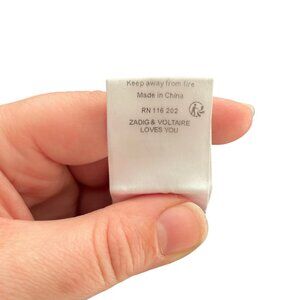 Keep away from fire
Made in China
RN 116 202
ZADIG & VOLTAIRE
LOVES YOU